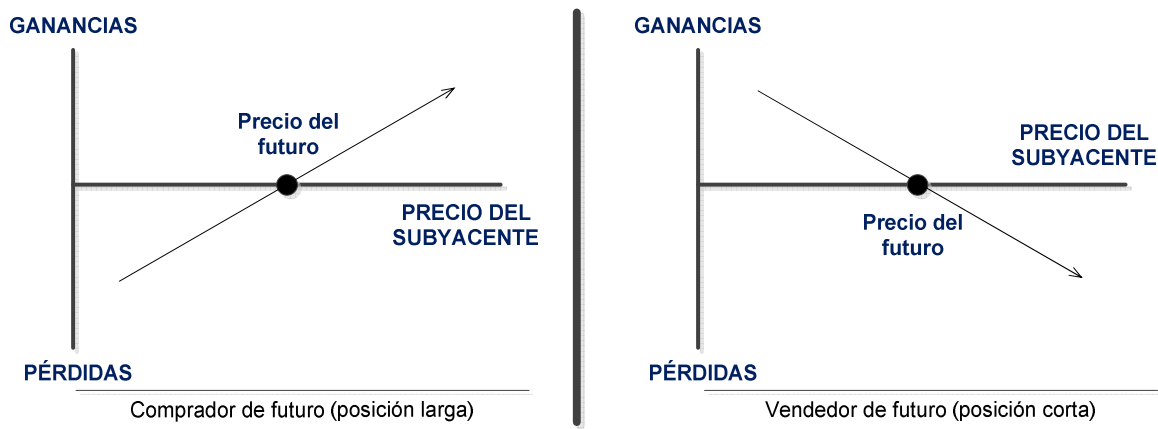 GANANCIAS
Precio del
futuro
PRECIO DEL
SUBYACENTE
PÉRDIDAS
Comprador de futuro (posición larga)
GANANCIAS
PRECIO DEL
SUBYACENTE
Precio del
futuro
PÉRDIDAS
Vendedor de futuro (posición corta)